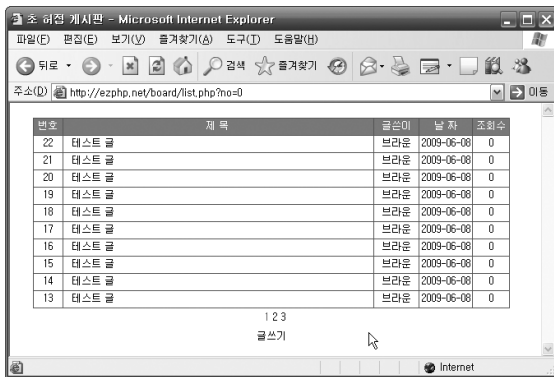 초 허접 게시판 - Microsoft Internet Explorer
파일(F) 편집(E) 보기(V) 즐겨찾기(A) 도구(T) 도움말(H)
뒤로 검색 즐겨찾기
주소(D) http://ezphp.net/board/list.php?no=0 이동
번호 제 목 글쓴이 날 짜 조회수
22 테스트 글 브라운 2009-06-08 0
21 테스트 글 브라운 2009-06-08 0
20 테스트 글 브라운 2009-06-08 0
19 테스트 글 브라운 2009-06-08 0
18 테스트 글 브라운 2009-06-08 0
17 테스트 글 브라운 2009-06-08 0
16 테스트 글 브라운 2009-06-08 0
15 테스트 글 브라운 2009-06-08 0
14 테스트 글 브라운 2009-06-08 0
13 테스트 글 브라운 2009-06-08 0
1 2 3
글쓰기
Internet